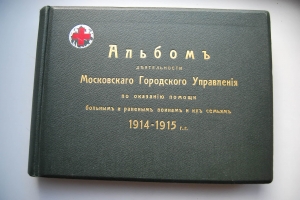 Альбомъ
дѣятельности
Московскаго Городского Управленія
по оказанію помощи
больнымъ и раненымъ воинамъ и ихъ семьямъ
1914-1915 г.г.